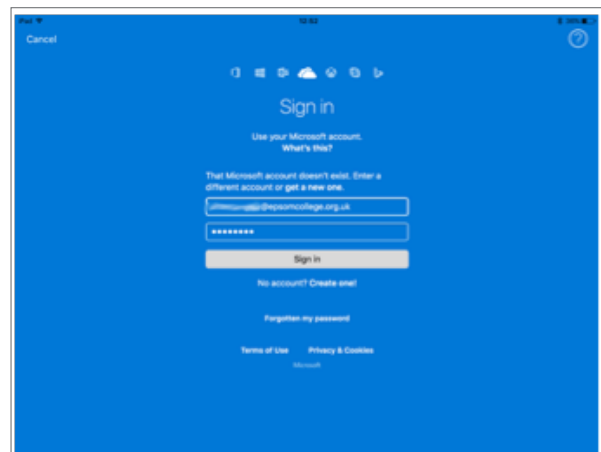 iPad
12:52
Cancel
?
Sign in
Use your Microsoft account.
What's this?
That Microsoft account doesn't exist. Enter a
different account or get a new one.
@epsomcollege.org.uk
Sign in
No account? Create one!
Forgotten my password
Terms of Use Privacy & Cookies
Microsoft